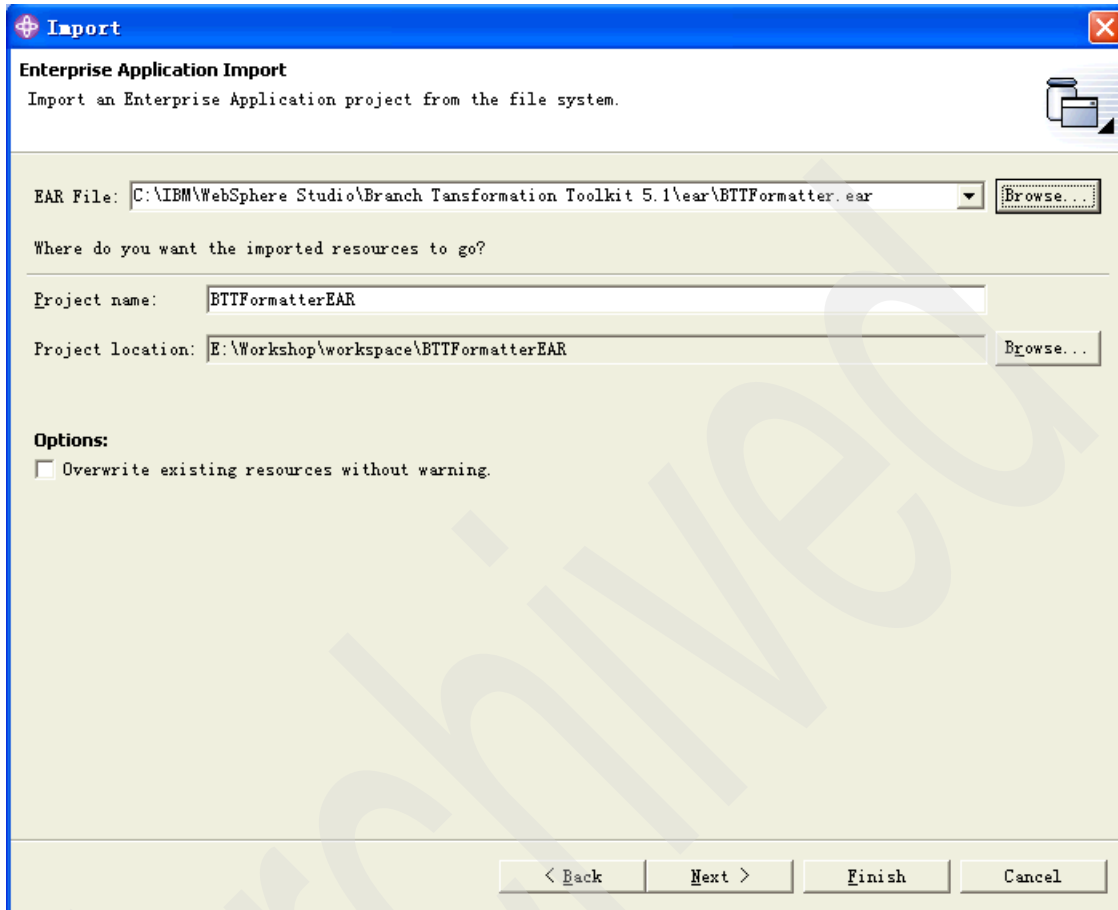 Import
Enterprise Application Import
Import an Enterprise Application project from the file system.
EAR File: C:\IBM\WebSphere Studio\Branch Tansformation Toolkit 5.1\ear\BTTFormatter.ear Browse...
Where do you want the imported resources to go?
Project name: BTTFormatterEAR
Project location: E:\Workshop\workspace\BTTFormatterEAR Browse...
Options:
Overwrite existing resources without warning.
< Back Next > Finish Cancel